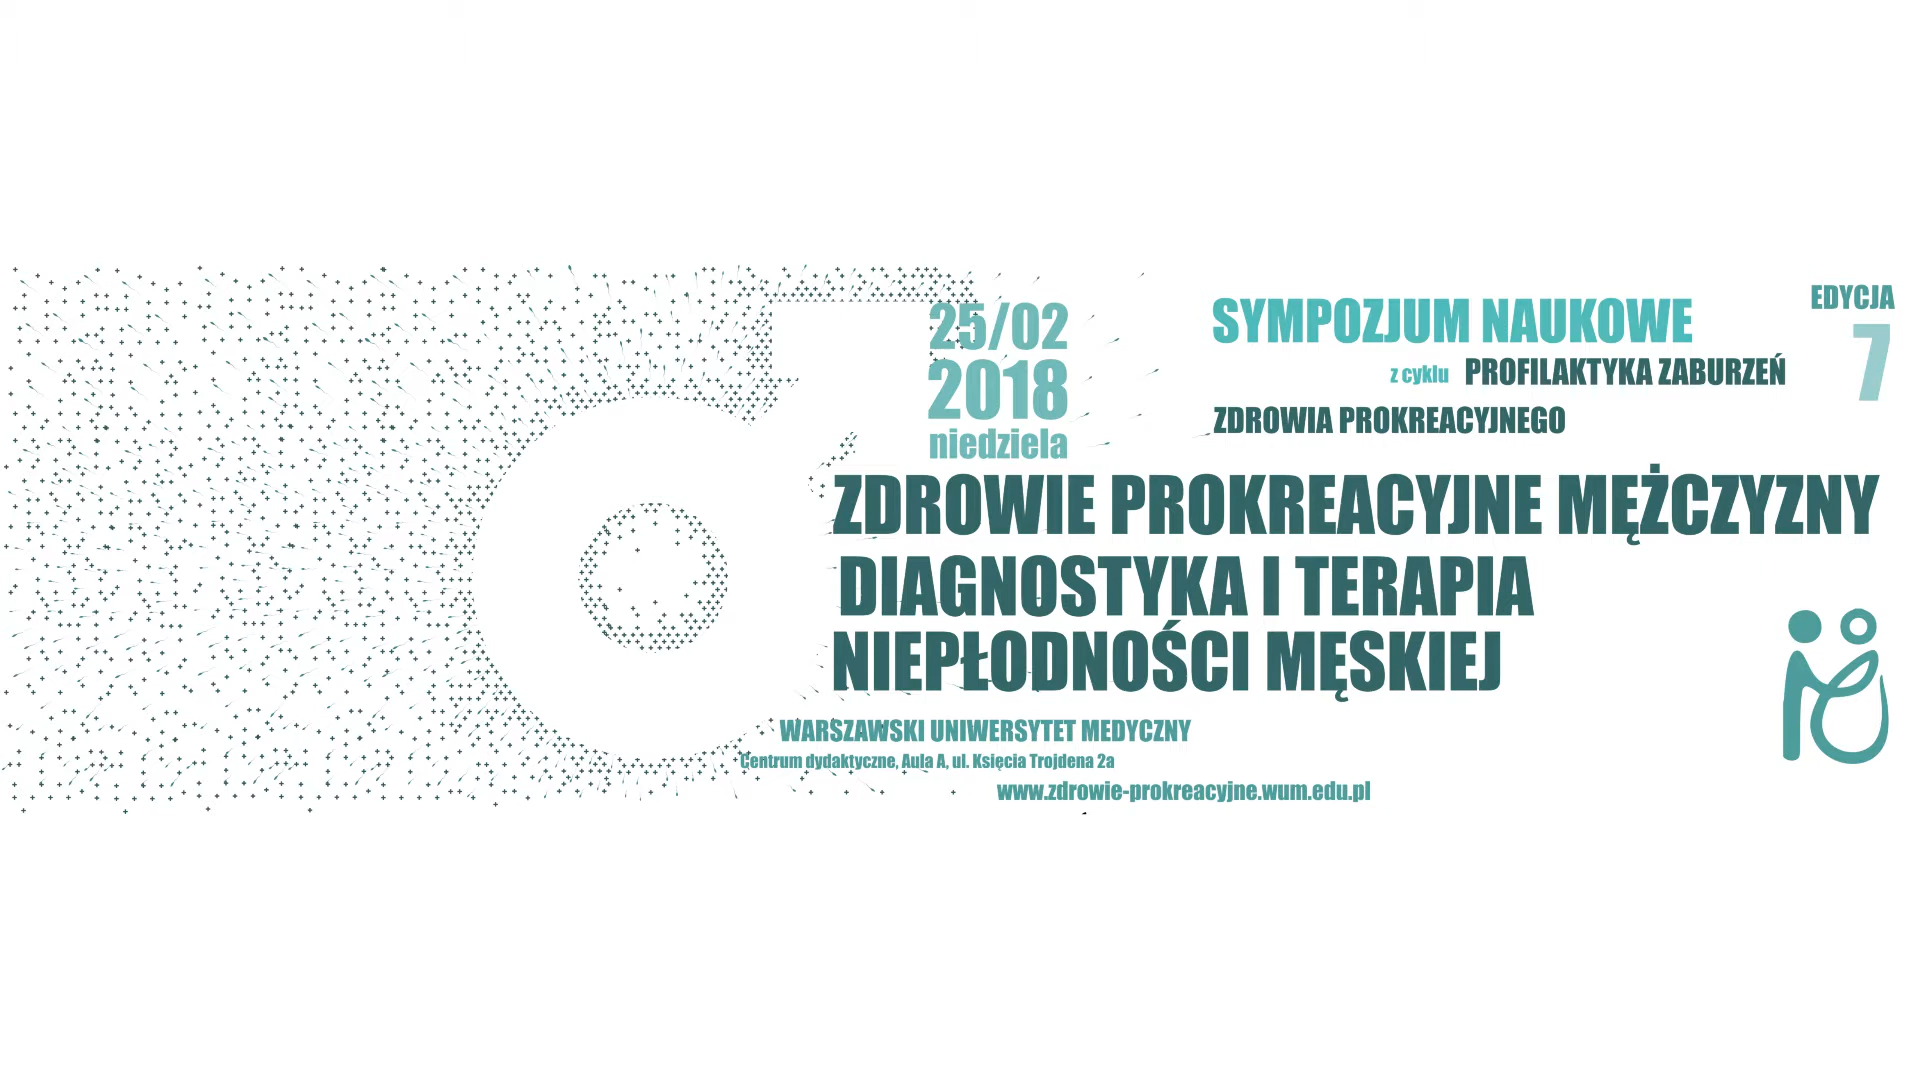 25/02
2018
niedziela
SYMPOZJUM NAUKOWE
z cyklu PROFILAKTYKA ZABURZEŃ
ZDROWIA PROKREACYJNEGO
EDYCJA
7
ZDROWIE PROKREACYJNE MĘŻCZYZNY
DIAGNOSTYKA I TERAPIA
NIEPŁODNOŚCI MĘSKIEJ
WARSZAWSKI UNIWERSYTET MEDYCZNY
Centrum dydaktyczne, Aula A, ul. Księcia Trojdena 2a
www.zdrowie-prokreacyjne.wum.edu.pl